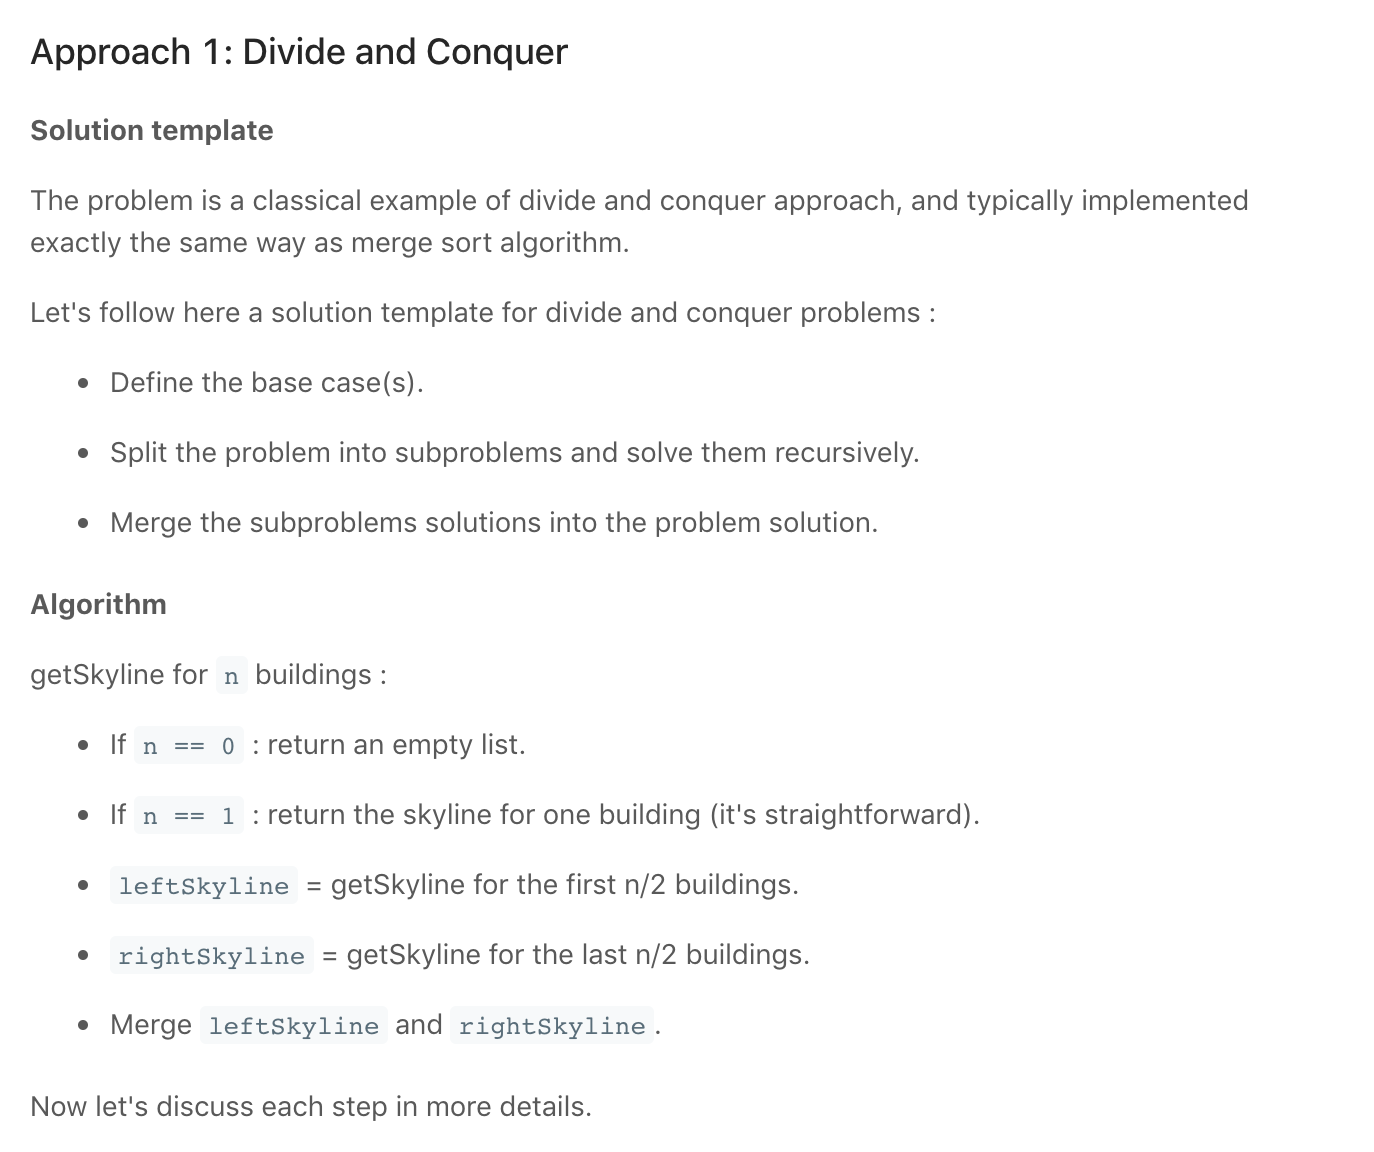 Approach 1: Divide and Conquer
Solution template
The problem is a classical example of divide and conquer approach, and typically implemented
exactly the same way as merge sort algorithm.
Let's follow here a solution template for divide and conquer problems :
• Define the base case(s).
• Split the problem into subproblems and solve them recursively.
• Merge the subproblems solutions into the problem solution.
Algorithm
getSkyline for n buildings :
• If n == 0 : return an empty list.
• If n == 1 : return the skyline for one building (it's straightforward).
• leftSkyline = getSkyline for the first n/2 buildings.
• rightSkyline = getSkyline for the last n/2 buildings.
• Merge leftSkyline and rightSkyline.
Now let's discuss each step in more details.